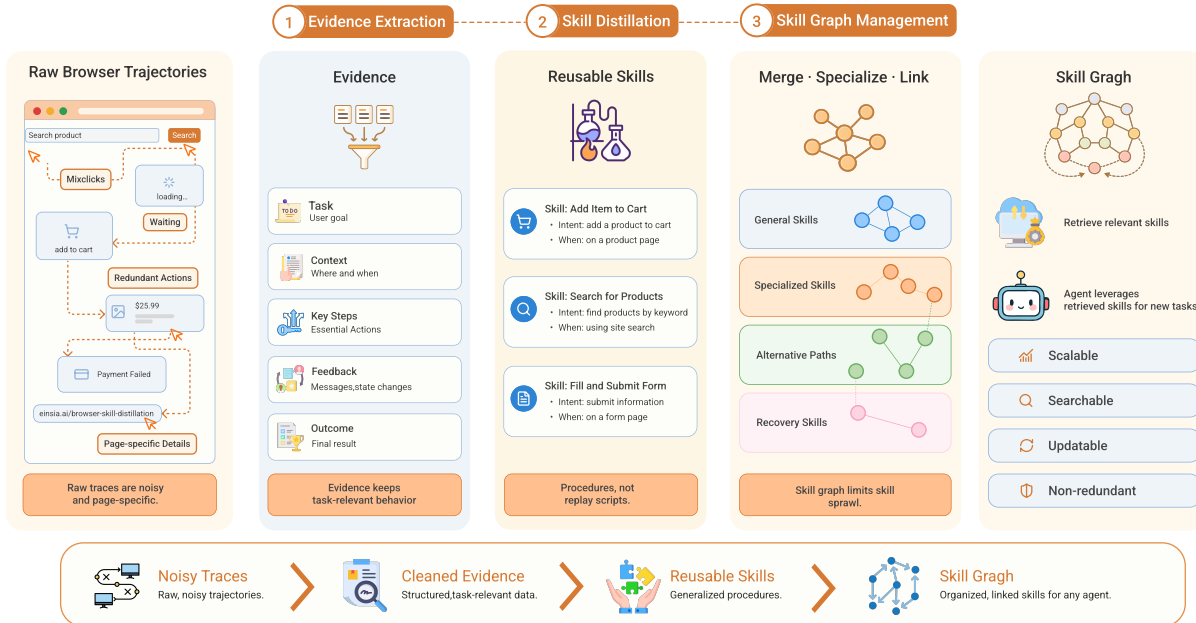 1 Evidence Extraction
2 Skill Distillation
3 Skill Graph Management
Raw Browser Trajectories
Search product
Search
Mixclicks
loading...
Waiting
add to cart
Redundant Actions
$25.99
Payment Failed
einsia.ai/browser-skill-distillation
Page-specific Details
Raw traces are noisy
and page-specific.
Evidence
Task
User goal
Context
Where and when
Key Steps
Essential Actions
Feedback
Messages,state changes
Outcome
Final result
Evidence keeps
task-relevant behavior
Reusable Skills
Skill: Add Item to Cart
• Intent: add a product to cart
• When: on a product page
Skill: Search for Products
• Intent: find products by keyword
• When: using site search
Skill: Fill and Submit Form
• Intent: submit information
• When: on a form page
Procedures, not
replay scripts.
Merge · Specialize · Link
General Skills
Specialized Skills
Alternative Paths
Recovery Skills
Skill graph limits skill
sprawl.
Skill Gragh
Retrieve relevant skills
Agent leverages
retrieved skills for new tasks
Scalable
Searchable
Updatable
Non-redundant
Noisy Traces
Raw, noisy trajectories.
Cleaned Evidence
Structured,task-relevant data.
Reusable Skills
Generalized procedures.
Skill Gragh
Organized, linked skills for any agent.
TO DO